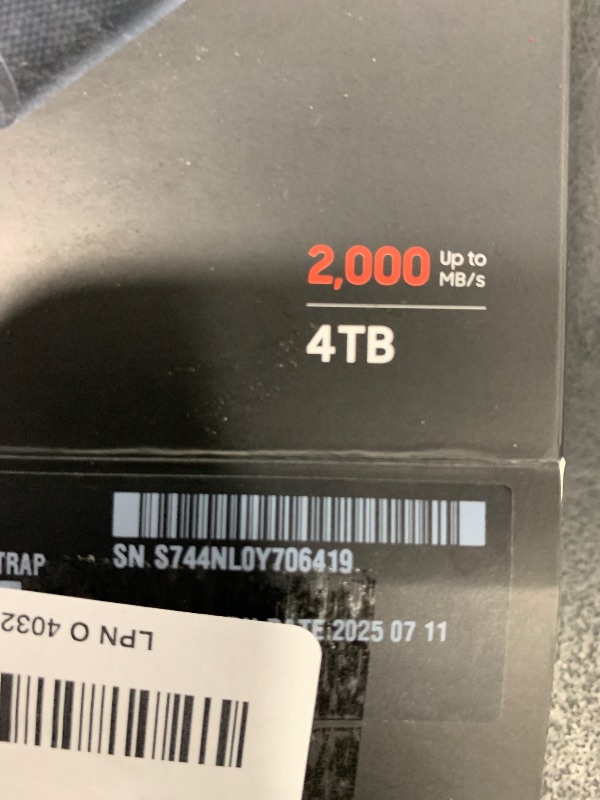 2,000 Up to MB/s
4TB
TRAP
SN S744NL0Y706419
DATE:2025 07 11
LPN O 4032